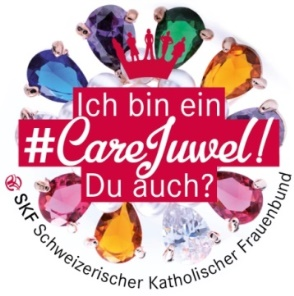 Ich bin ein
#CareJuwel!
Du auch?
SKF Schweizerischer Katholischer Frauenbund